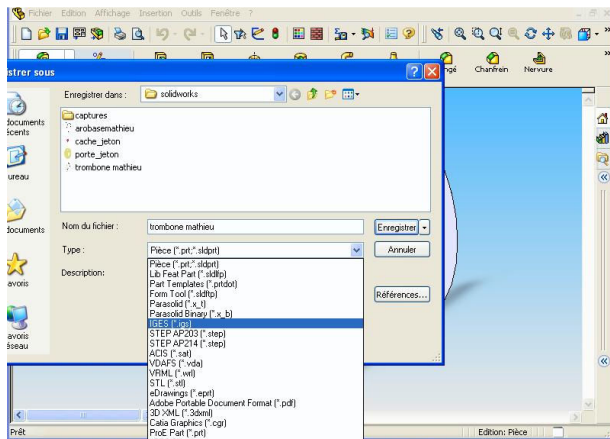 Fichier Edition Affichage Insertion Outils Fenêtre ?
istrer sous
ngé Chanfrein Nervure
Enregistrer dans : solidworks
documents
écents
captures
arobasemathieu
cache_jeton
porte_jeton
trombone mathieu
ureau
documents
Nom du fichier : trombone mathieu Enregistrer
Type : Pièce (*.prt;*.sldprt) Annuler
avoris
Description:
Références...
Pièce (*.prt;*.sldprt)
Lib Feat Part (*.sldlfp)
Part Templates (*.prtdot)
Form Tool (*.sldftp)
Parasolid (*.x_t)
Parasolid Binary (*.x_b)
IGES (*.igs)
STEP AP203 (*.step)
STEP AP214 (*.step)
ACIS (*.sat)
VDAFS (*.vda)
VRML (*.wrl)
STL (*.stl)
eDrawings (*.eprt)
Adobe Portable Document Format (*.pdf)
3D XML (*.3dxml)
Catia Graphics (*.cgr)
ProE Part (*.prt)
avoris
éseau
Prêt Edition: Pièce